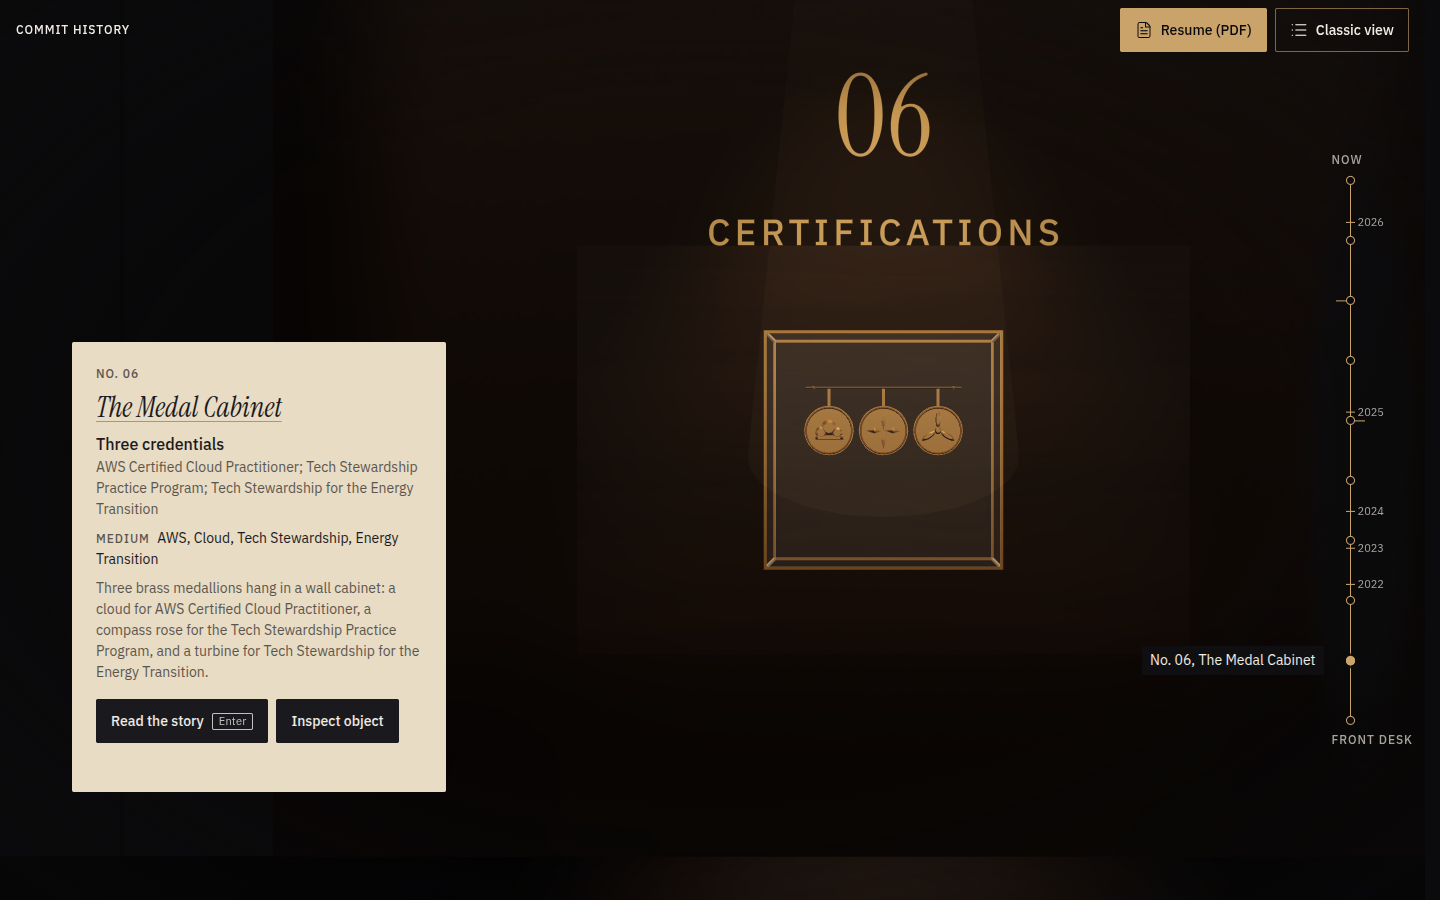 COMMIT HISTORY
Resume (PDF)
Classic view
06
CERTIFICATIONS
NO. 06
The Medal Cabinet
Three credentials
AWS Certified Cloud Practitioner; Tech Stewardship
Practice Program; Tech Stewardship for the Energy
Transition
MEDIUM AWS, Cloud, Tech Stewardship, Energy
Transition
Three brass medallions hang in a wall cabinet: a
cloud for AWS Certified Cloud Practitioner, a
compass rose for the Tech Stewardship Practice
Program, and a turbine for Tech Stewardship for the
Energy Transition.
Read the story Enter
Inspect object
NOW
2026
2025
2024
2023
2022
No. 06, The Medal Cabinet
FRONT DESK